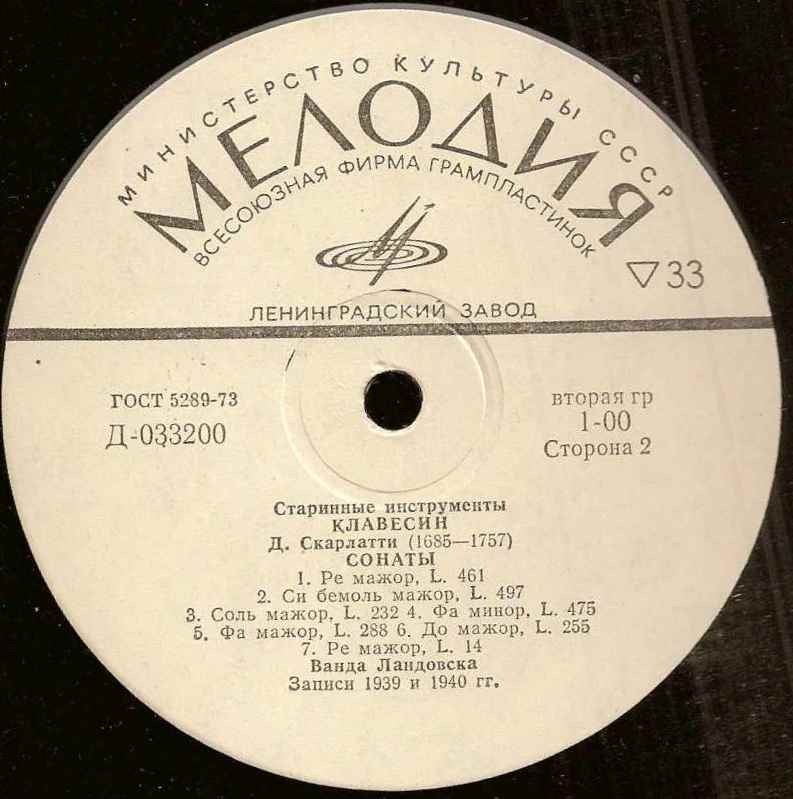 МИНИСТЕРСТВО КУЛЬТУРЫ СССР
МЕЛОДИЯ
ВСЕСОЮЗНАЯ ФИРМА ГРАМПЛАСТИНОК
▽33
ЛЕНИНГРАДСКИЙ ЗАВОД
ГОСТ 5289-73
Д-033200
вторая гр
1-00
Сторона 2
Старинные инструменты
КЛАВЕСИН
Д. Скарлатти (1685—1757)
СОНАТЫ
1. Ре мажор, L. 461
2. Си бемоль мажор, L. 497
3. Соль мажор, L. 232 4. Фа минор, L. 475
5. Фа мажор, L. 288 6. До мажор, L. 255
7. Ре мажор, L. 14
Ванда Ландовска
Записи 1939 и 1940 гг.